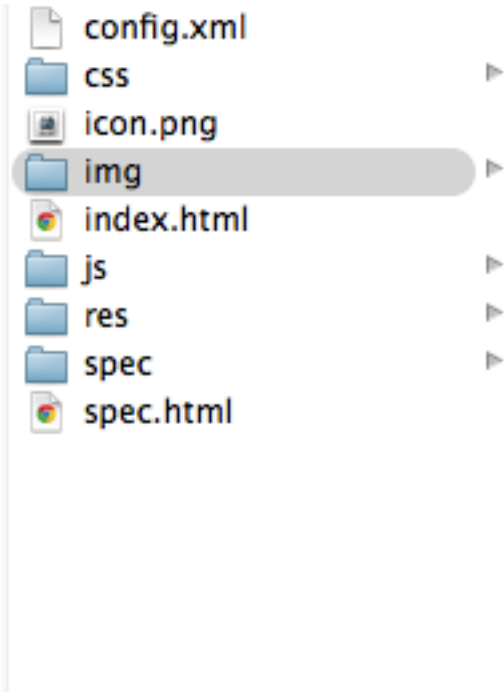 config.xml
css
icon.png
img
index.html
js
res
spec
spec.html